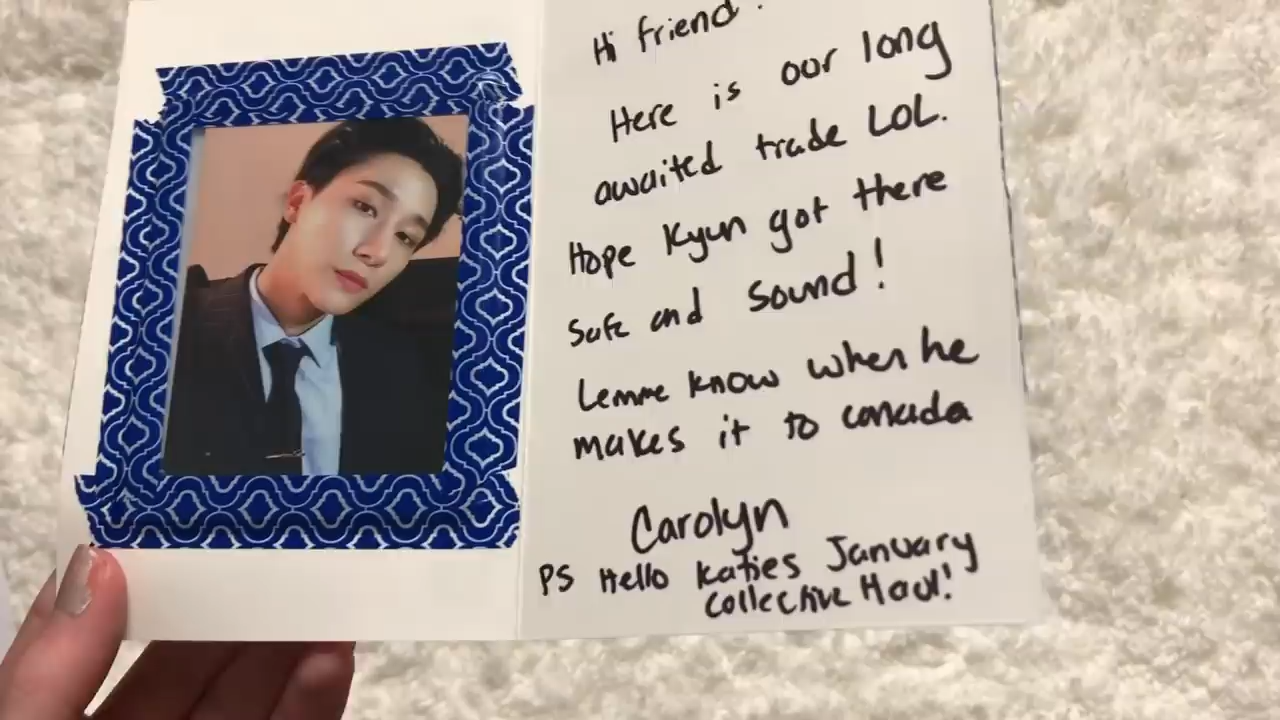 Hi friend!
Here is our long
awaited trade LOL.
Hope Kyun got there
safe and sound!
Lemme know when he
makes it to canada
Carolyn
PS Hello Katies January
Collective Haul!